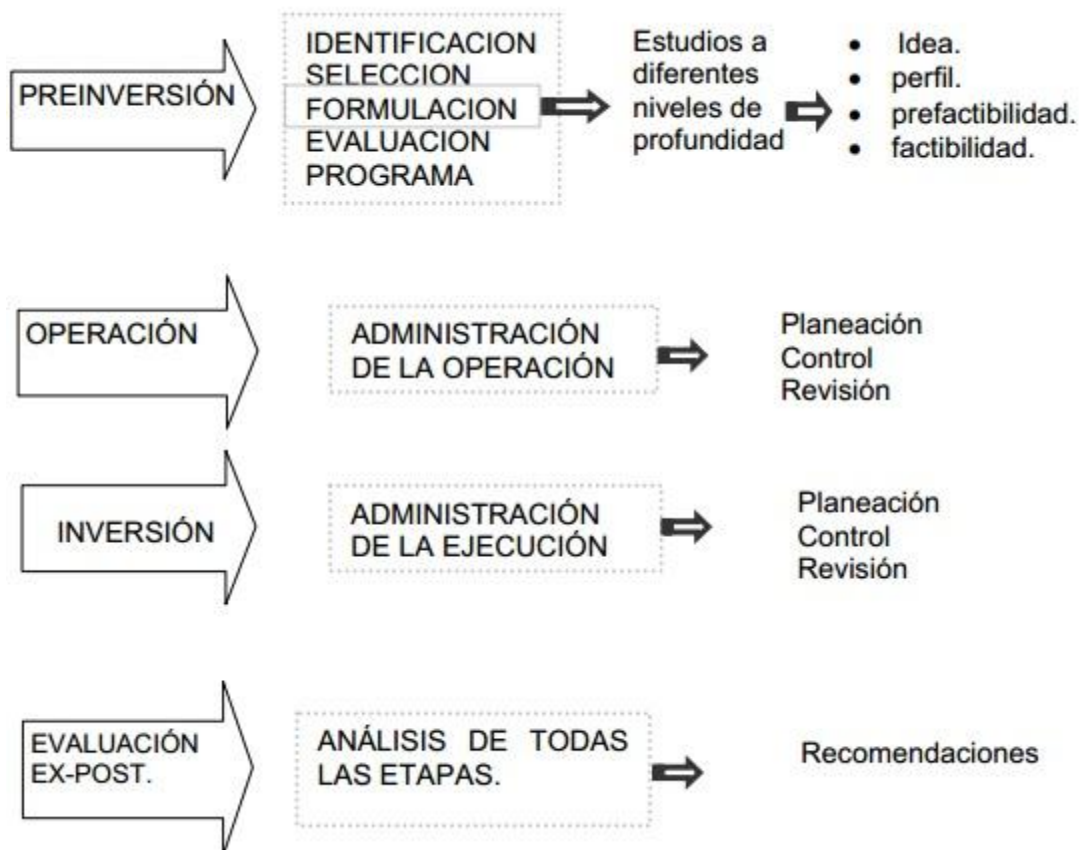 PREINVERSIÓN
IDENTIFICACION
SELECCION
FORMULACION
EVALUACION
PROGRAMA
Estudios a
diferentes
niveles de
profundidad
• Idea.
• perfil.
• prefactibilidad.
• factibilidad.
OPERACIÓN
ADMINISTRACIÓN
DE LA OPERACIÓN
Planeación
Control
Revisión
INVERSIÓN
ADMINISTRACIÓN
DE LA EJECUCIÓN
Planeación
Control
Revisión
EVALUACIÓN
EX-POST.
ANÁLISIS DE TODAS
LAS ETAPAS.
Recomendaciones